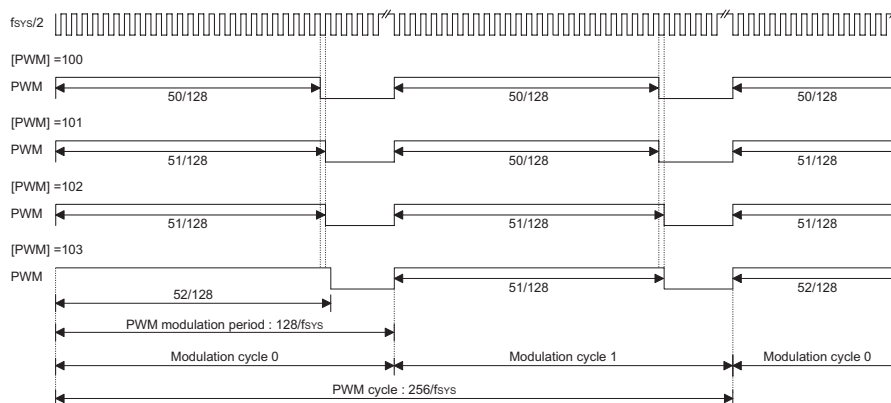 fSYS/2
[PWM] =100
PWM
50/128 50/128 50/128
[PWM] =101
PWM
51/128 50/128 51/128
[PWM] =102
PWM
51/128 51/128 51/128
[PWM] =103
PWM
52/128 51/128 52/128
PWM modulation period : 128/fSYS
Modulation cycle 0 Modulation cycle 1 Modulation cycle 0
PWM cycle : 256/fSYS